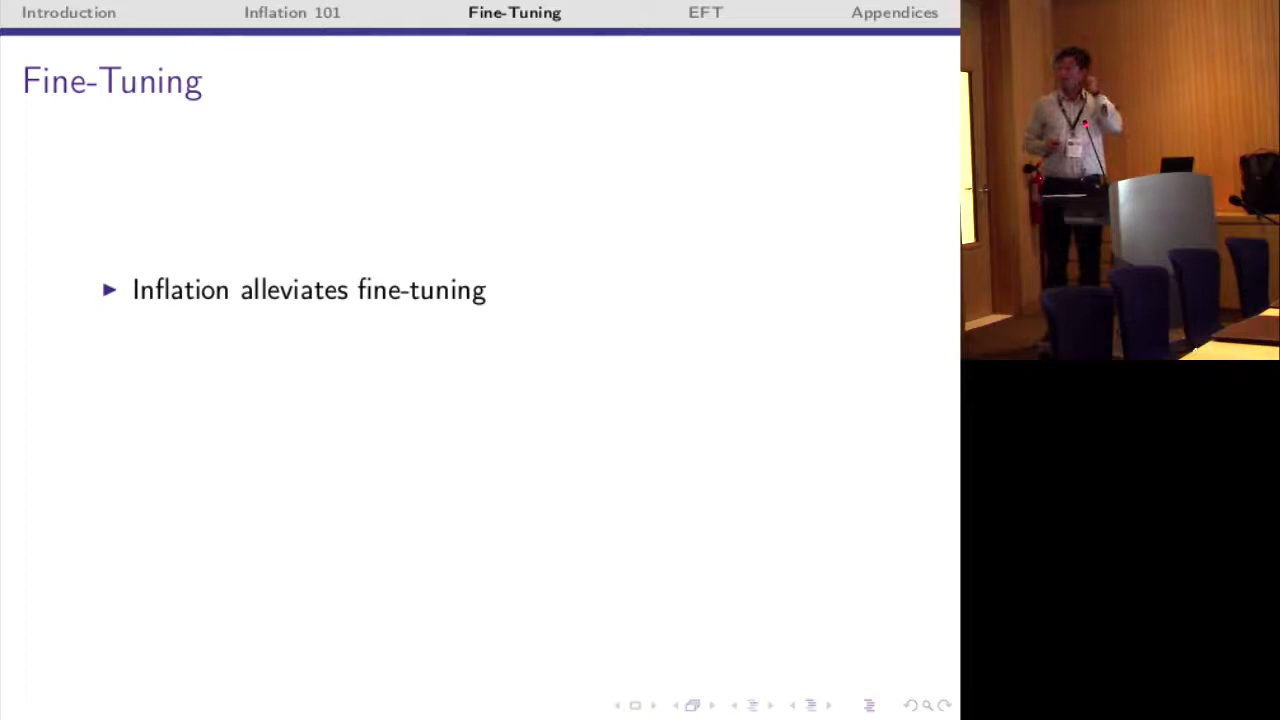 Introduction Inflation 101 Fine-Tuning EFT Appendices
Fine-Tuning
Inflation alleviates fine-tuning